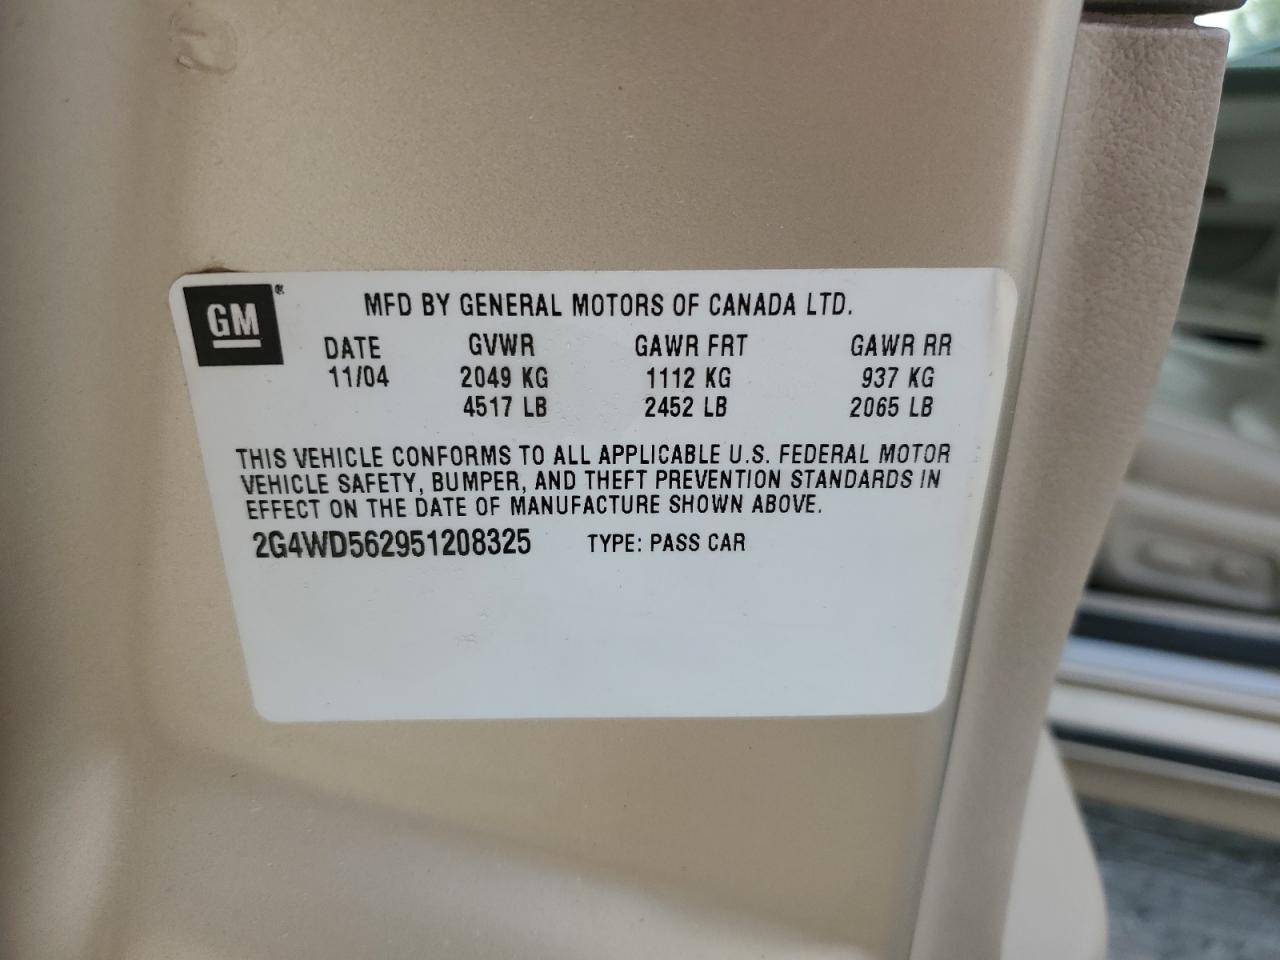 GM®
MFD BY GENERAL MOTORS OF CANADA LTD.
DATE GVWR GAWR FRT GAWR RR
11/04 2049 KG 1112 KG 937 KG
4517 LB 2452 LB 2065 LB
THIS VEHICLE CONFORMS TO ALL APPLICABLE U.S. FEDERAL MOTOR
VEHICLE SAFETY, BUMPER, AND THEFT PREVENTION STANDARDS IN
EFFECT ON THE DATE OF MANUFACTURE SHOWN ABOVE.
2G4WD562951208325 TYPE: PASS CAR